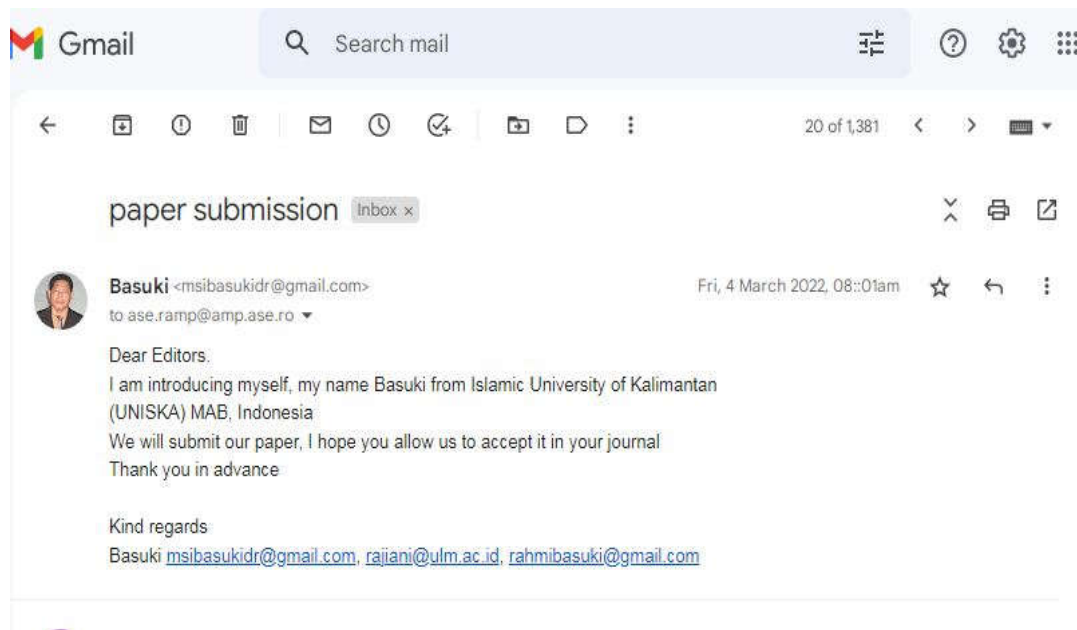 Gmail
Search mail
20 of 1,381
paper submission Inbox ×
Basuki <msibasukidr@gmail.com> Fri, 4 March 2022, 08::01am
to ase.ramp@amp.ase.ro
Dear Editors.
I am introducing myself, my name Basuki from Islamic University of Kalimantan
(UNISKA) MAB, Indonesia
We will submit our paper, I hope you allow us to accept it in your journal
Thank you in advance
Kind regards
Basuki msibasukidr@gmail.com, rajiani@ulm.ac.id, rahmibasuki@gmail.com